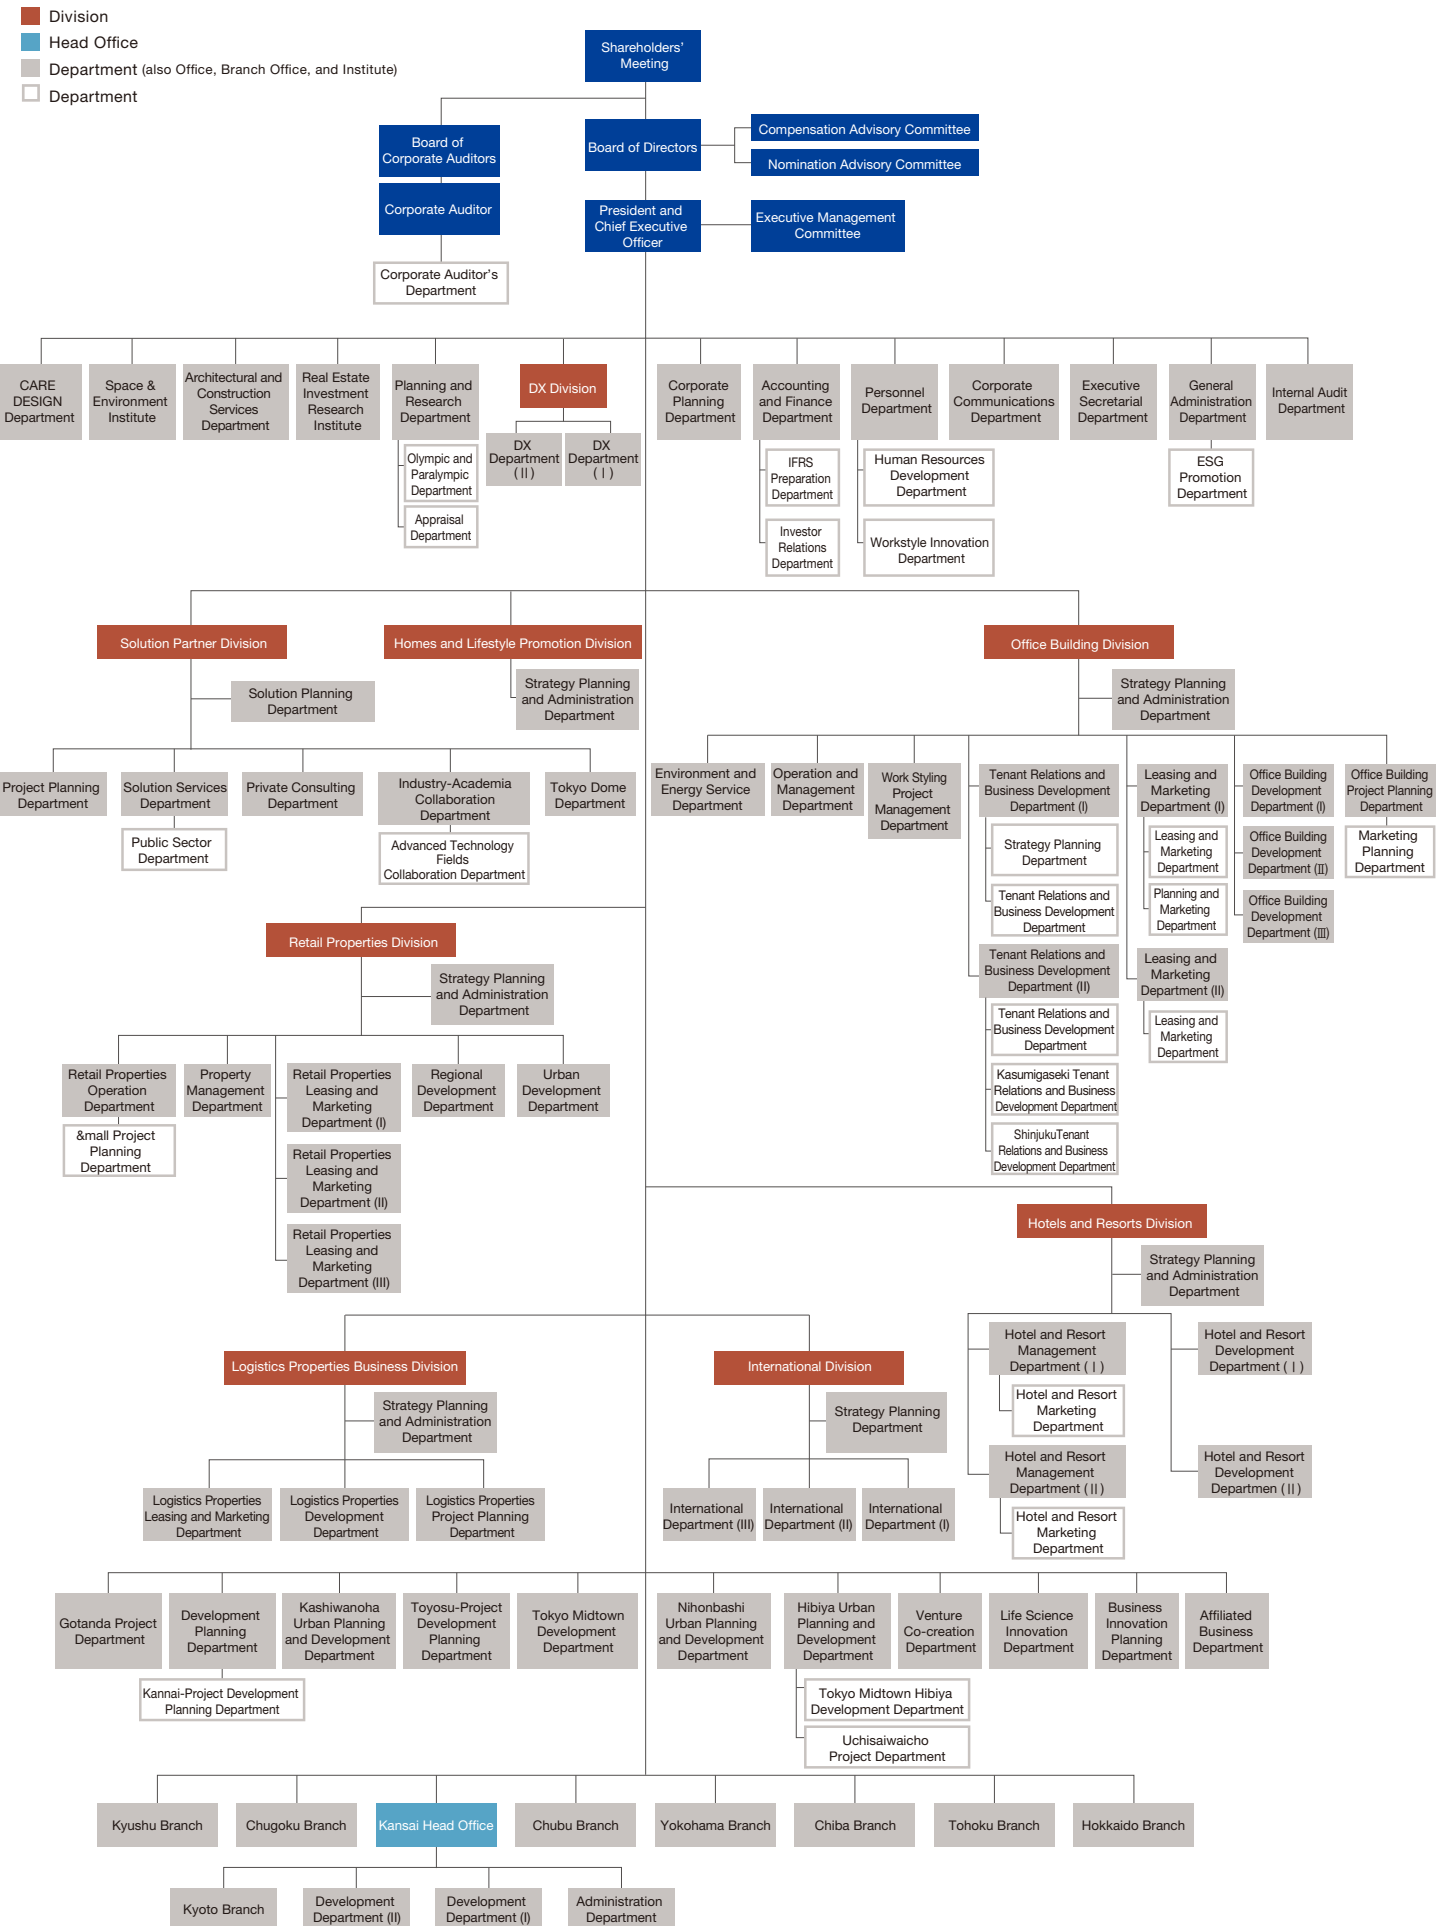 Division
Head Office
Department (also Office, Branch Office, and Institute)
Department
Shareholders'
Meeting
Board of
Corporate Auditors
Board of Directors
Compensation Advisory Committee
Nomination Advisory Committee
Corporate Auditor
President and
Chief Executive
Officer
Executive Management
Committee
Corporate Auditor's
Department
CARE
DESIGN
Department
Space &
Environment
Institute
Architectural and
Construction
Services
Department
Real Estate
Investment
Research
Institute
Planning and
Research
Department
DX Division
Corporate
Planning
Department
Accounting
and Finance
Department
Personnel
Department
Corporate
Communications
Department
Executive
Secretarial
Department
General
Administration
Department
Internal Audit
Department
Olympic and
Paralympic
Department
Appraisal
Department
DX
Department
(II)
DX
Department
(I)
IFRS
Preparation
Department
Investor
Relations
Department
Human Resources
Development
Department
Workstyle Innovation
Department
ESG
Promotion
Department
Solution Partner Division
Homes and Lifestyle Promotion Division
Office Building Division
Solution Planning
Department
Strategy Planning
and Administration
Department
Strategy Planning
and Administration
Department
Project Planning
Department
Solution Services
Department
Private Consulting
Department
Industry-Academia
Collaboration
Department
Tokyo Dome
Department
Public Sector
Department
Advanced Technology
Fields
Collaboration Department
Environment and
Energy Service
Department
Operation and
Management
Department
Work Styling
Project
Management
Department
Tenant Relations and
Business Development
Department (I)
Strategy Planning
Department
Tenant Relations and
Business Development
Department
Tenant Relations and
Business Development
Department (II)
Tenant Relations and
Business Development
Department
Kasumigaseki Tenant
Relations and Business
Development Department
ShinjukuTenant
Relations and Business
Development Department
Leasing and
Marketing
Department (I)
Leasing and
Marketing
Department
Planning and
Marketing
Department
Leasing and
Marketing
Department (II)
Leasing and
Marketing
Department
Office Building
Development
Department (I)
Office Building
Development
Department (II)
Office Building
Development
Department (III)
Office Building
Project Planning
Department
Marketing
Planning
Department
Retail Properties Division
Strategy Planning
and Administration
Department
Retail Properties
Operation
Department
&mall Project
Planning
Department
Property
Management
Department
Retail Properties
Leasing and
Marketing
Department (I)
Retail Properties
Leasing and
Marketing
Department (II)
Retail Properties
Leasing and
Marketing
Department (III)
Regional
Development
Department
Urban
Development
Department
Hotels and Resorts Division
Strategy Planning
and Administration
Department
Hotel and Resort
Management
Department (I)
Hotel and Resort
Marketing
Department
Hotel and Resort
Management
Department (II)
Hotel and Resort
Marketing
Department
Hotel and Resort
Development
Department (I)
Hotel and Resort
Development
Departmen (II)
Logistics Properties Business Division
Strategy Planning
and Administration
Department
Logistics Properties
Leasing and Marketing
Department
Logistics Properties
Development
Department
Logistics Properties
Project Planning
Department
International Division
Strategy Planning
Department
International
Department (III)
International
Department (II)
International
Department (I)
Gotanda Project
Department
Development
Planning
Department
Kashiwanoha
Urban Planning
and Development
Department
Toyosu-Project
Development
Planning
Department
Tokyo Midtown
Development
Department
Nihonbashi
Urban Planning
and Development
Department
Hibiya Urban
Planning and
Development
Department
Venture
Co-creation
Department
Life Science
Innovation
Department
Business
Innovation
Planning
Department
Affiliated
Business
Department
Kannai-Project Development
Planning Department
Tokyo Midtown Hibiya
Development Department
Uchisaiwaicho
Project Department
Kyushu Branch
Chugoku Branch
Kansai Head Office
Chubu Branch
Yokohama Branch
Chiba Branch
Tohoku Branch
Hokkaido Branch
Kyoto Branch
Development
Department (II)
Development
Department (I)
Administration
Department